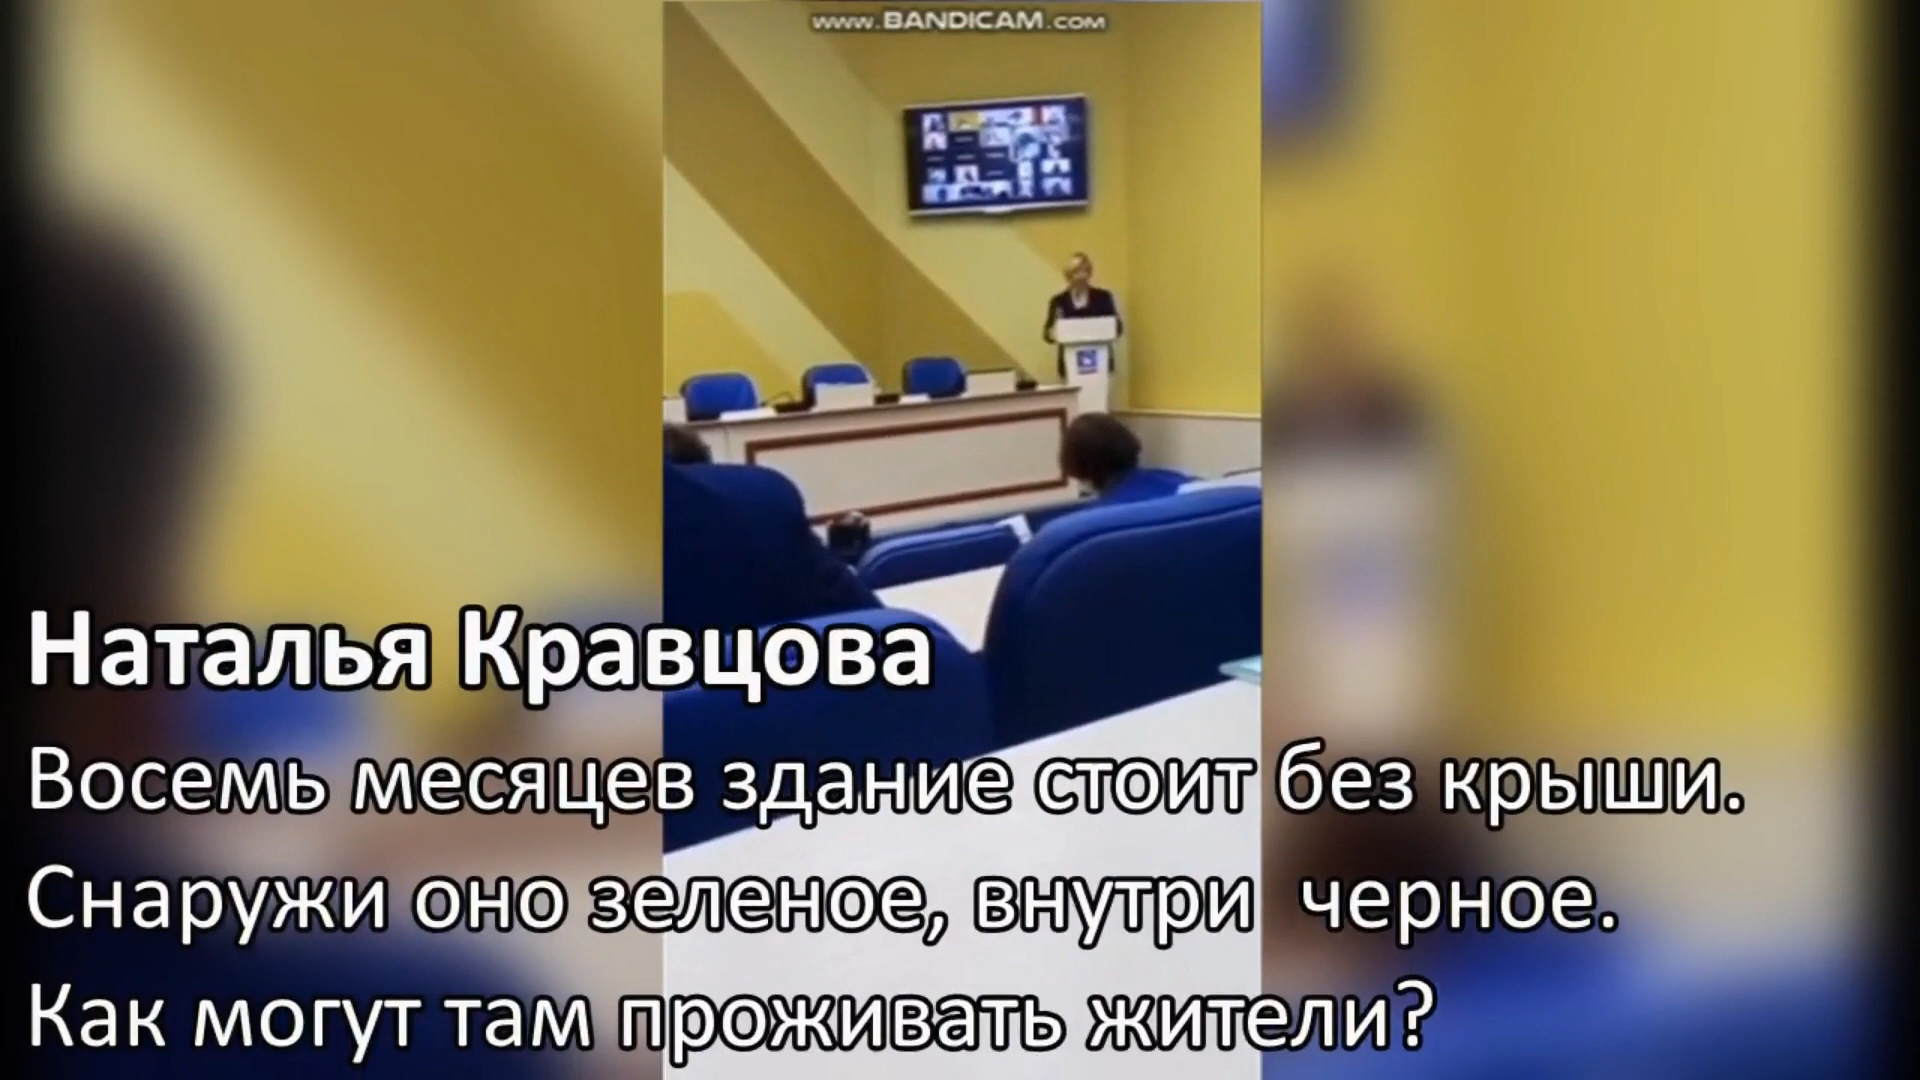 www.BANDICAM.com
Наталья Кравцова
Восемь месяцев здание стоит без крыши.
Снаружи оно зеленое, внутри черное.
Как могут там проживать жители?